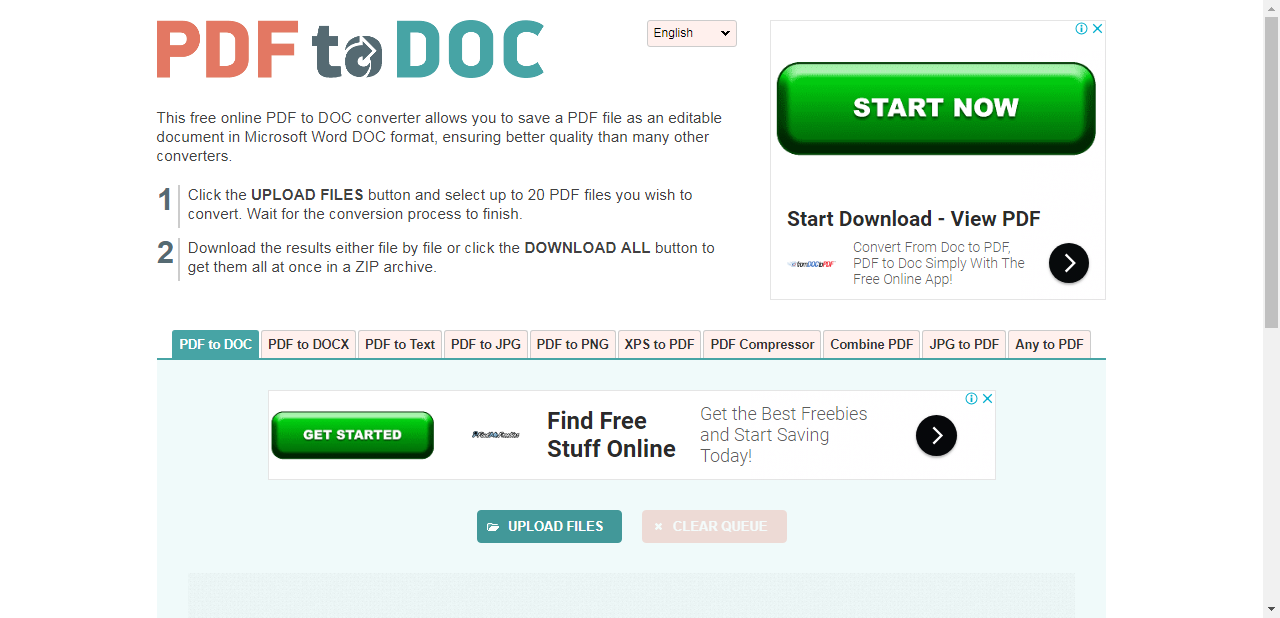 PDF to DOC
English
This free online PDF to DOC converter allows you to save a PDF file as an editable
document in Microsoft Word DOC format, ensuring better quality than many other
converters.
1 Click the UPLOAD FILES button and select up to 20 PDF files you wish to
convert. Wait for the conversion process to finish.
2 Download the results either file by file or click the DOWNLOAD ALL button to
get them all at once in a ZIP archive.
START NOW
Start Download - View PDF
fromDOCtoPDF
Convert From Doc to PDF,
PDF to Doc Simply With The
Free Online App!
PDF to DOC PDF to DOCX PDF to Text PDF to JPG PDF to PNG XPS to PDF PDF Compressor Combine PDF JPG to PDF Any to PDF
GET STARTED
Find Free
Stuff Online
Get the Best Freebies
and Start Saving
Today!
UPLOAD FILES CLEAR QUEUE